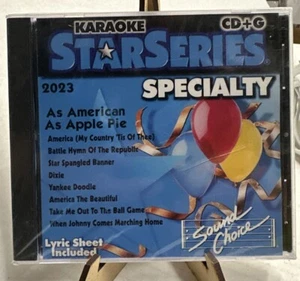 KARAOKE
CD+G
STARSERIES
2023
SPECIALTY
As American
As Apple Pie
America (My Country 'Tis Of Thee)
Battle Hymn Of The Republic
Star Spangled Banner
Dixie
Yankee Doodle
America The Beautiful
Take Me Out To The Ball Game
When Johnny Comes Marching Home
Lyric Sheet
Included
Sound
Choice